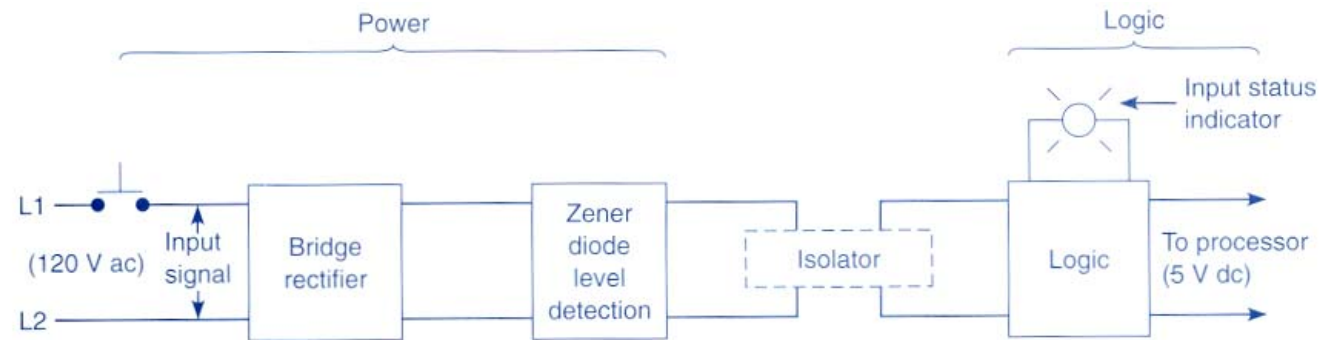 Power
Logic
Input status
indicator
L1
(120 V ac)
L2
Input
signal
Bridge
rectifier
Zener
diode
level
detection
Isolator
Logic
To processor
(5 V dc)